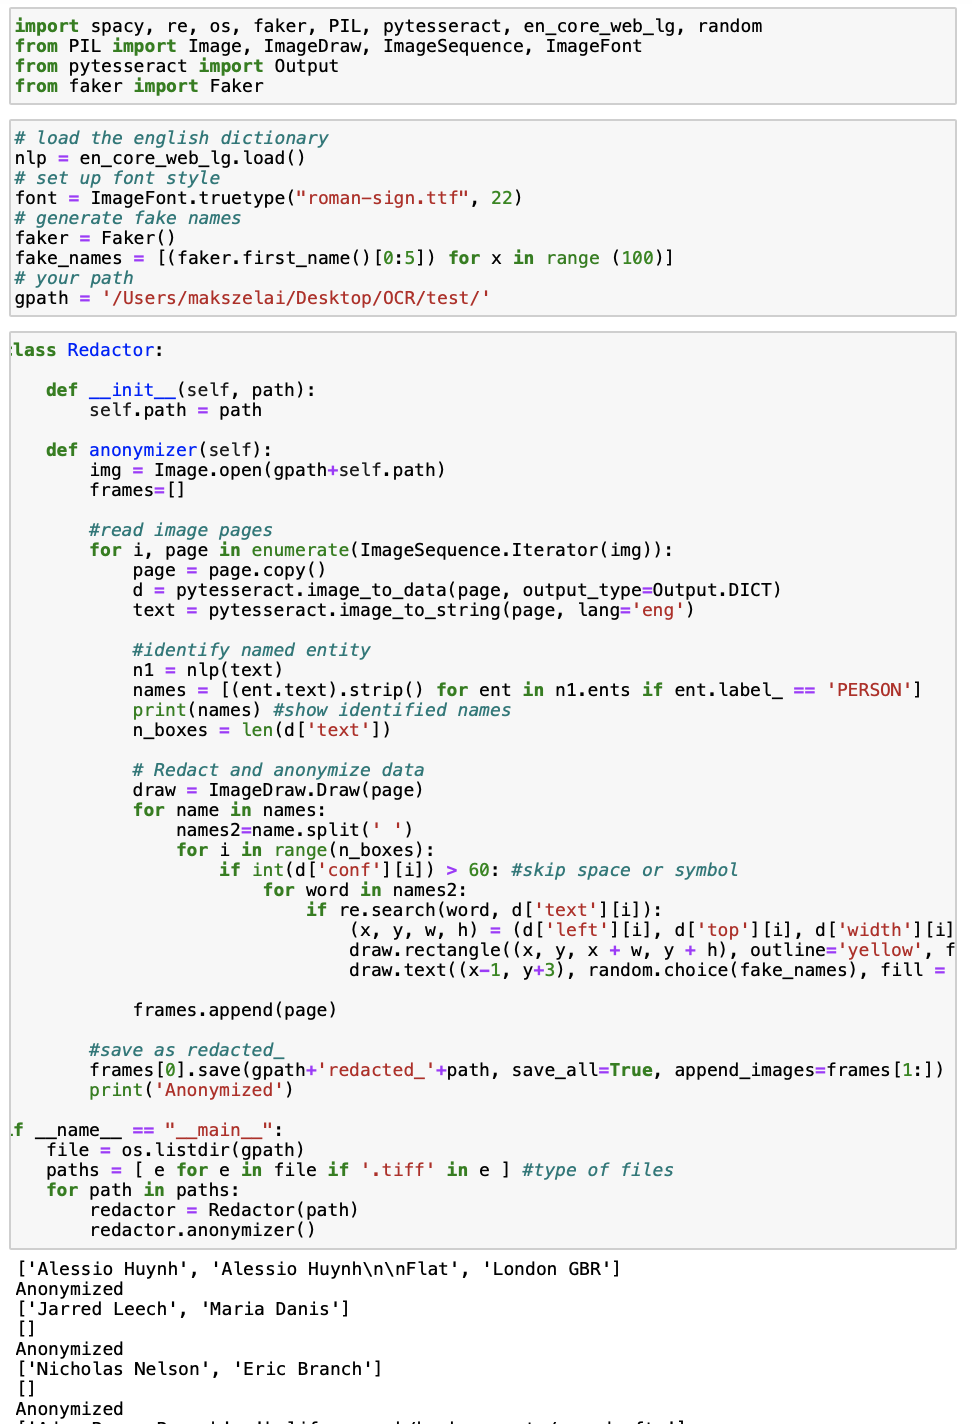 import spacy, re, os, faker, PIL, pytesseract, en_core_web_lg, random
from PIL import Image, ImageDraw, ImageSequence, ImageFont
from pytesseract import Output
from faker import Faker
# load the english dictionary
nlp = en_core_web_lg.load()
# set up font style
font = ImageFont.truetype("roman-sign.ttf", 22)
# generate fake names
faker = Faker()
fake_names = [(faker.first_name()[0:5]) for x in range (100)]
# your path
gpath = '/Users/makszelai/Desktop/OCR/test/'
class Redactor:
    def __init__(self, path):
        self.path = path
    def anonymizer(self):
        img = Image.open(gpath+self.path)
        frames=[]
        #read image pages
        for i, page in enumerate(ImageSequence.Iterator(img)):
            page = page.copy()
            d = pytesseract.image_to_data(page, output_type=Output.DICT)
            text = pytesseract.image_to_string(page, lang='eng')
            #identify named entity
            n1 = nlp(text)
            names = [(ent.text).strip() for ent in n1.ents if ent.label_ == 'PERSON']
            print(names) #show identified names
            n_boxes = len(d['text'])
            # Redact and anonymize data
            draw = ImageDraw.Draw(page)
            for name in names:
                names2=name.split(' ')
                for i in range(n_boxes):
                    if int(d['conf'][i]) > 60: #skip space or symbol
                        for word in names2:
                            if re.search(word, d['text'][i]):
                                (x, y, w, h) = (d['left'][i], d['top'][i], d['width'][i]
                                draw.rectangle((x, y, x + w, y + h), outline='yellow', f
                                draw.text((x-1, y+3), random.choice(fake_names), fill =
            frames.append(page)
        #save as redacted_
        frames[0].save(gpath+'redacted_'+path, save_all=True, append_images=frames[1:])
        print('Anonymized')
if __name__ == "__main__":
    file = os.listdir(gpath)
    paths = [ e for e in file if '.tiff' in e ] #type of files
    for path in paths:
        redactor = Redactor(path)
        redactor.anonymizer()
['Alessio Huynh', 'Alessio Huynh\n\nFlat', 'London GBR']
Anonymized
['Jarred Leech', 'Maria Danis']
[]
Anonymized
['Nicholas Nelson', 'Eric Branch']
[]
Anonymized